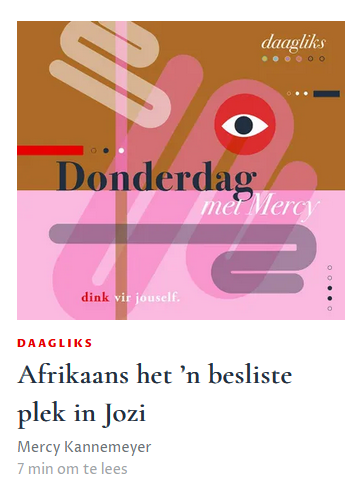 daagliks
Donderdag
met Mercy
dink vir jouself.
DAAGLIKS
Afrikaans het ’n besliste
plek in Jozi
Mercy Kannemeyer
7 min om te lees